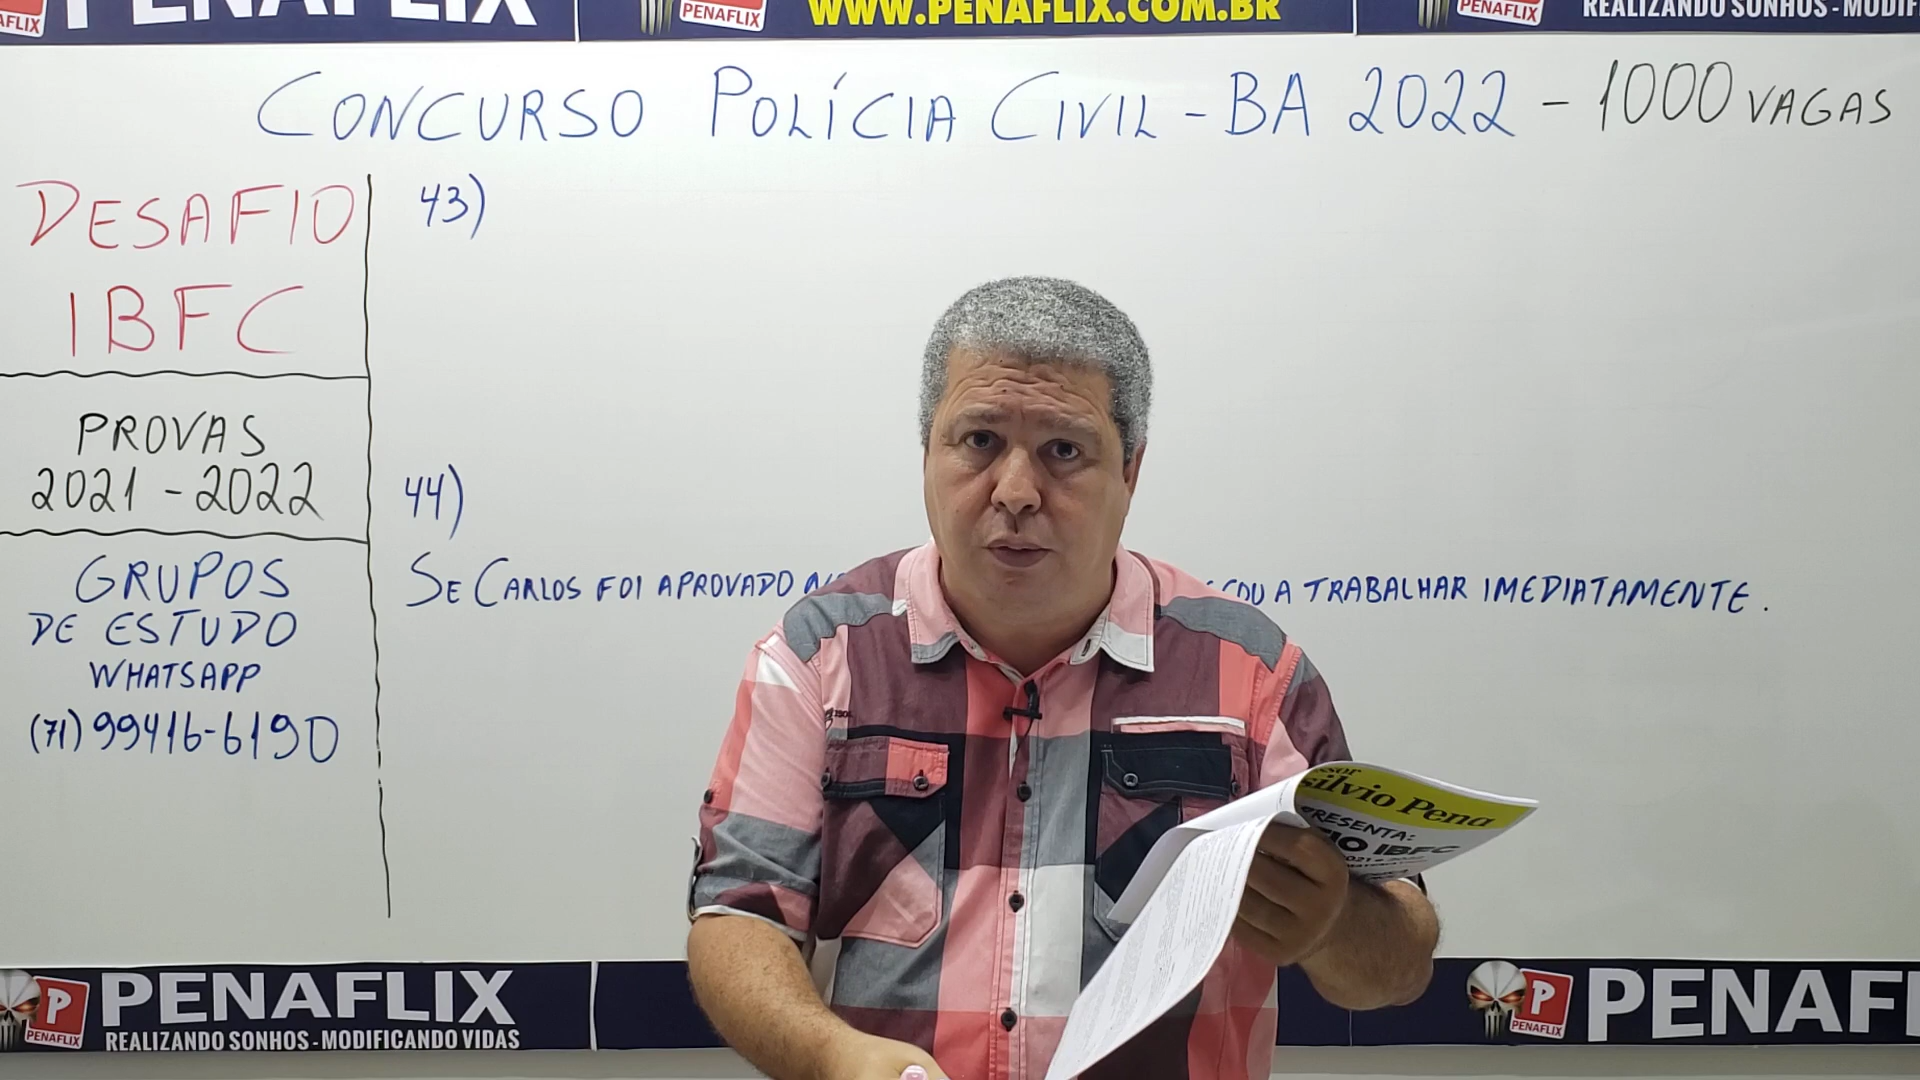 PENAFLIX
PENAFLIX
WWW.PENAFLIX.COM.BR
PENAFLIX
REALIZANDO SONHOS - MODIF
CONCURSO POLÍCIA CIVIL - BA 2022 - 1000 VAGAS
DESAFIO
IBFC
PROVAS
2021 - 2022
GRUPOS
DE ESTUDO
WHATSAPP
(71) 99416-6190
43)
44)
SE CARLOS FOI APROVADO
A TRABALHAR IMEDIATAMENTE.
silvio Pena
PRESENTA:
IBFC
P PENAFLIX
PENAFLIX
REALIZANDO SONHOS - MODIFICANDO VIDAS
P PENAFLIX
PENAF